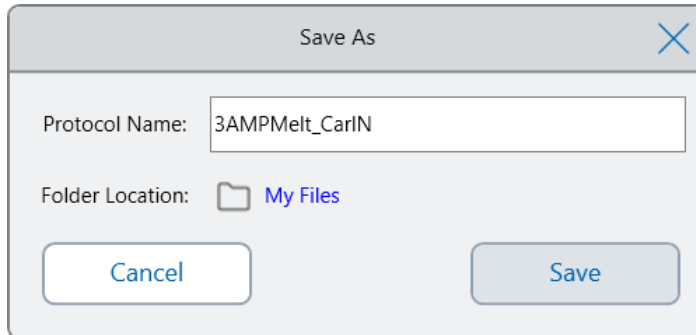 Save As
Protocol Name: 3AMPMelt_CarIN
Folder Location: My Files
Cancel Save